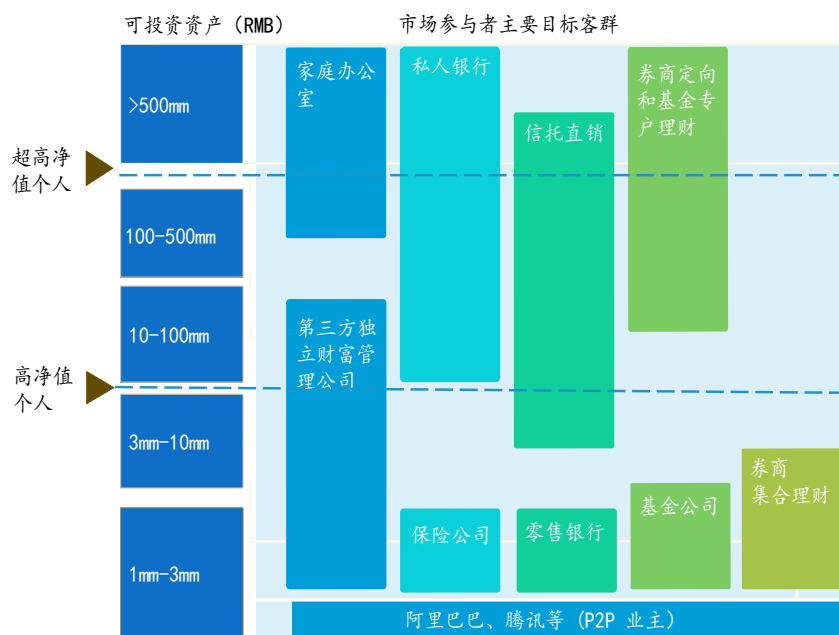 可投资资产 (RMB)
市场参与者主要目标客群
>500mm
家庭办公
室
私人银行
信托直销
券商定向
和基金专
户理财
超高净
值个人
100-500mm
10-100mm
第三方独
立财富管
理公司
高净值
个人
3mm-10mm
券商
集合理财
基金公司
保险公司
零售银行
1mm-3mm
阿里巴巴、腾讯等 (P2P 业主)